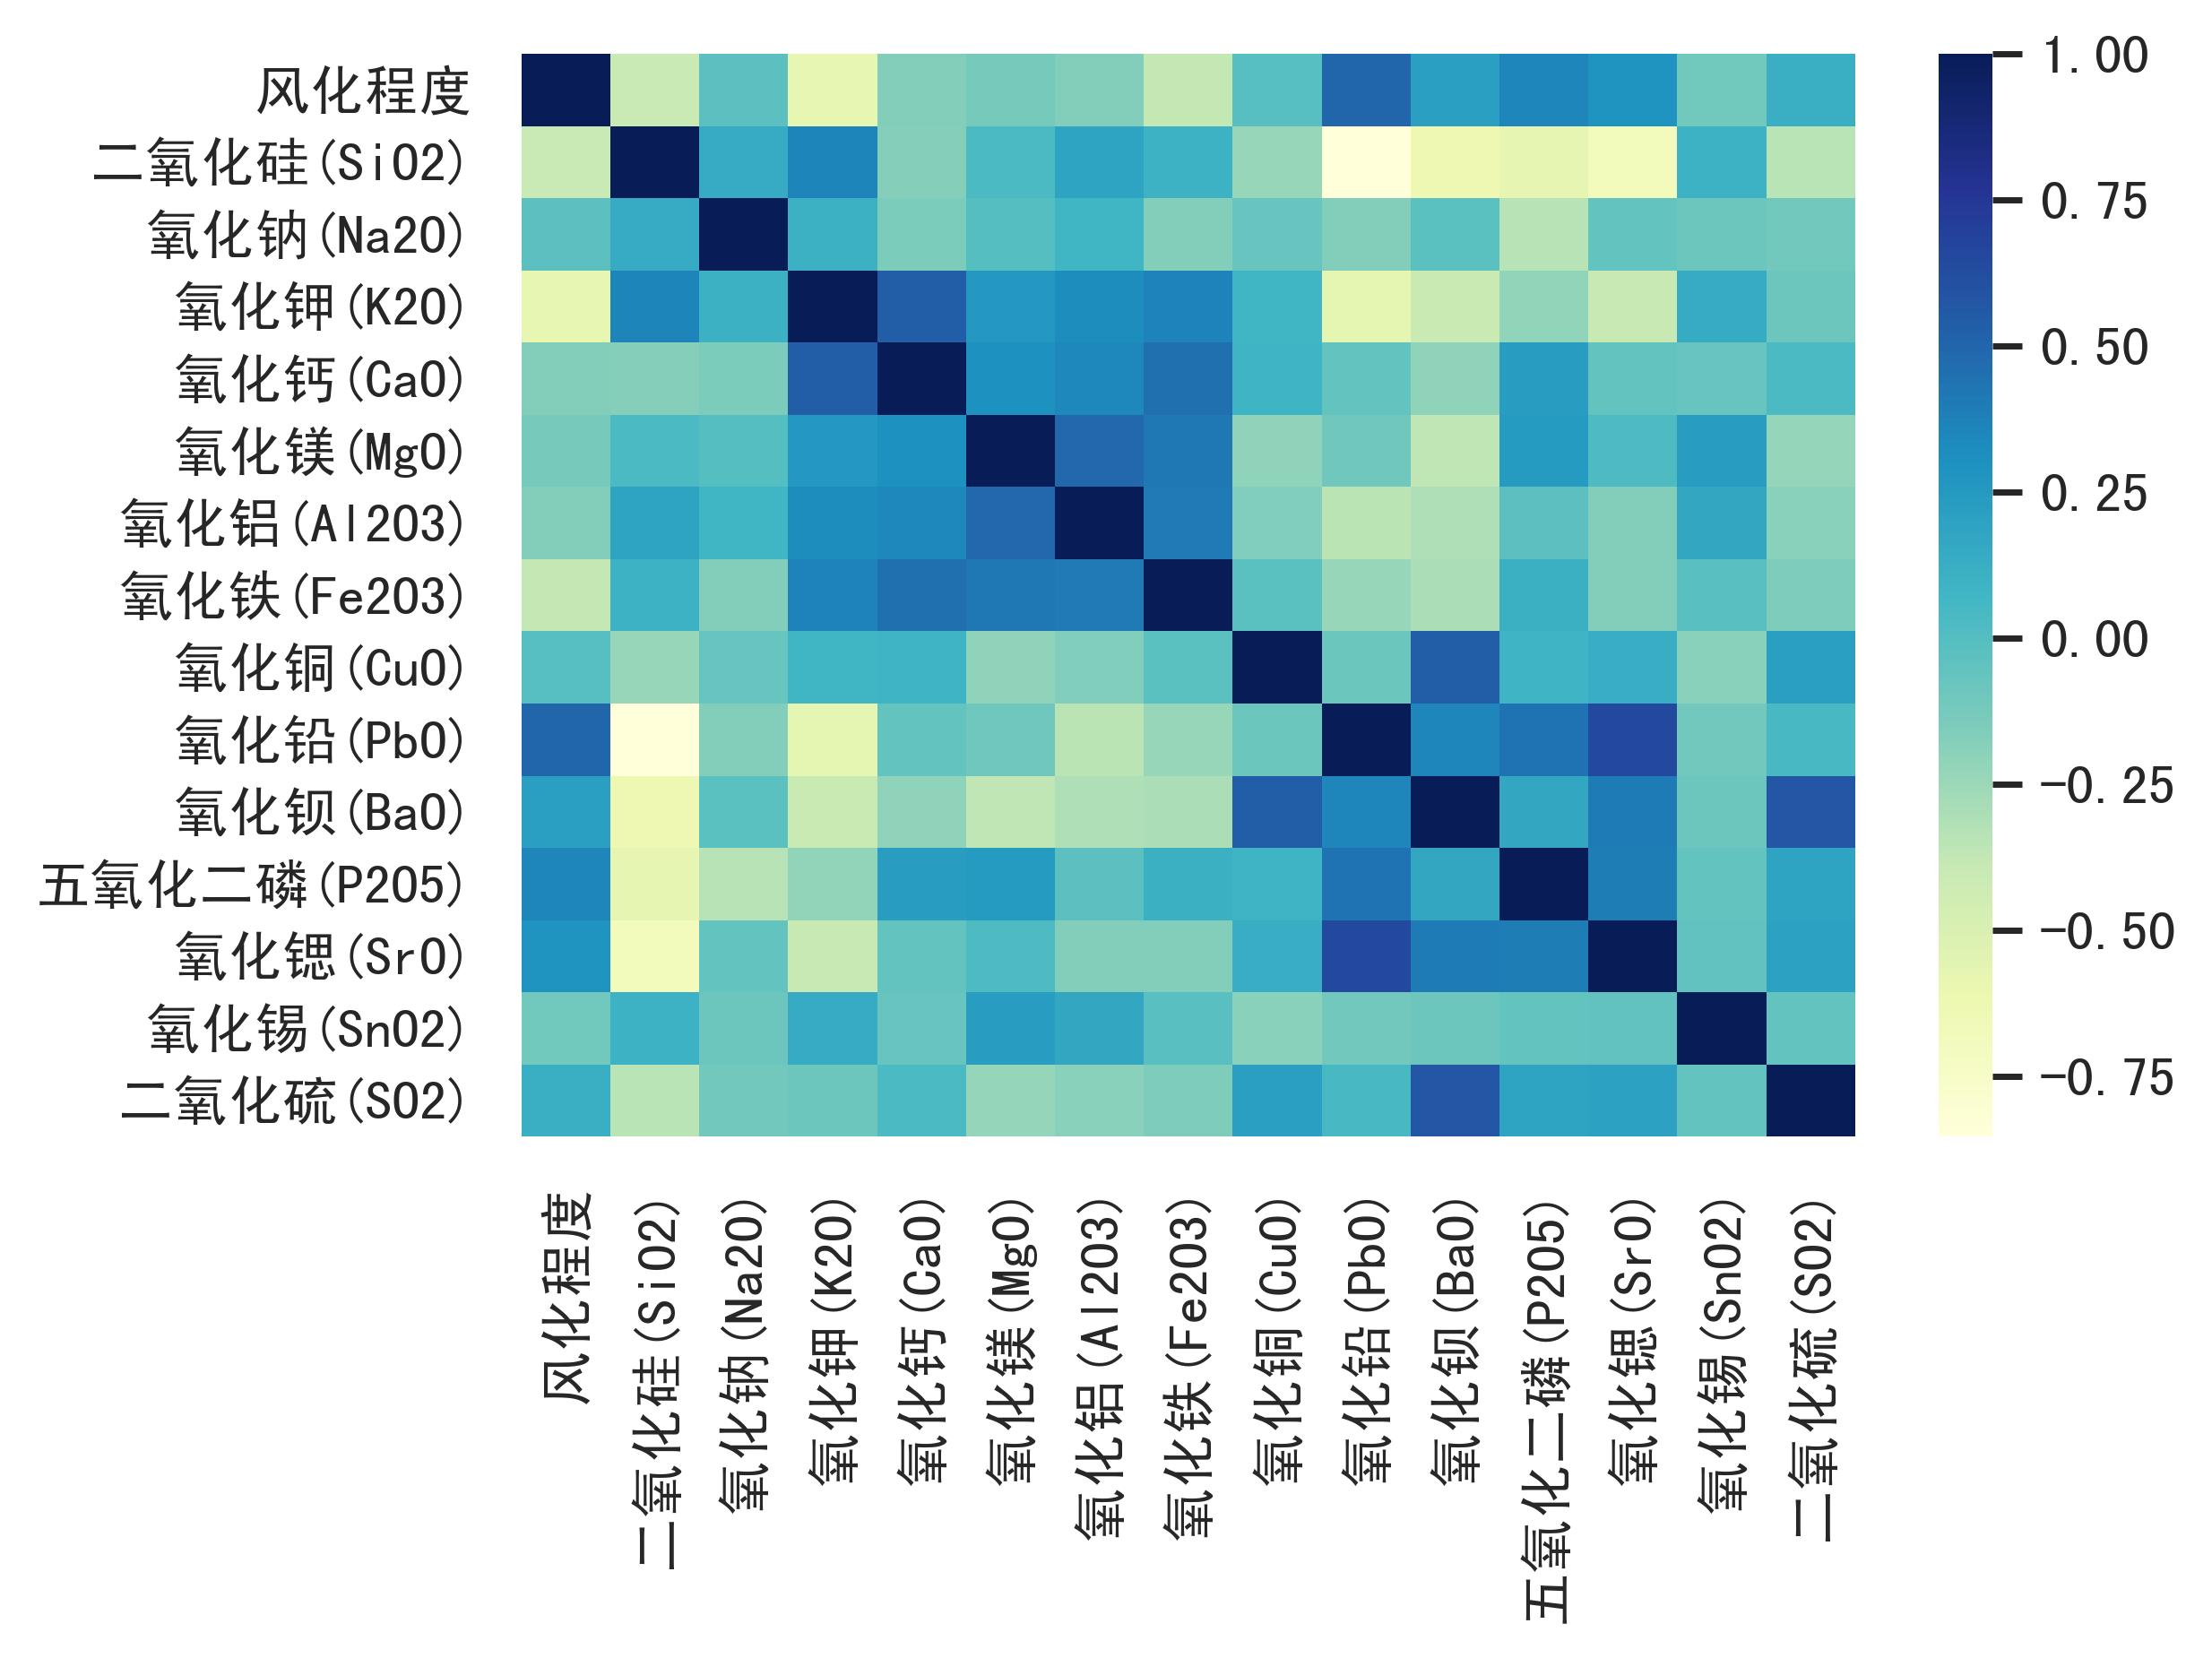 风化程度
二氧化硅(SiO2)
氧化钠(Na2O)
氧化钾(K2O)
氧化钙(CaO)
氧化镁(MgO)
氧化铝(Al2O3)
氧化铁(Fe2O3)
氧化铜(CuO)
氧化铅(PbO)
氧化钡(BaO)
五氧化二磷(P2O5)
氧化锶(SrO)
氧化锡(SnO2)
二氧化硫(SO2)
风化程度
二氧化硅(SiO2)
氧化钠(Na2O)
氧化钾(K2O)
氧化钙(CaO)
氧化镁(MgO)
氧化铝(Al2O3)
氧化铁(Fe2O3)
氧化铜(CuO)
氧化铅(PbO)
氧化钡(BaO)
五氧化二磷(P2O5)
氧化锶(SrO)
氧化锡(SnO2)
二氧化硫(SO2)
1.00
0.75
0.50
0.25
0.00
-0.25
-0.50
-0.75